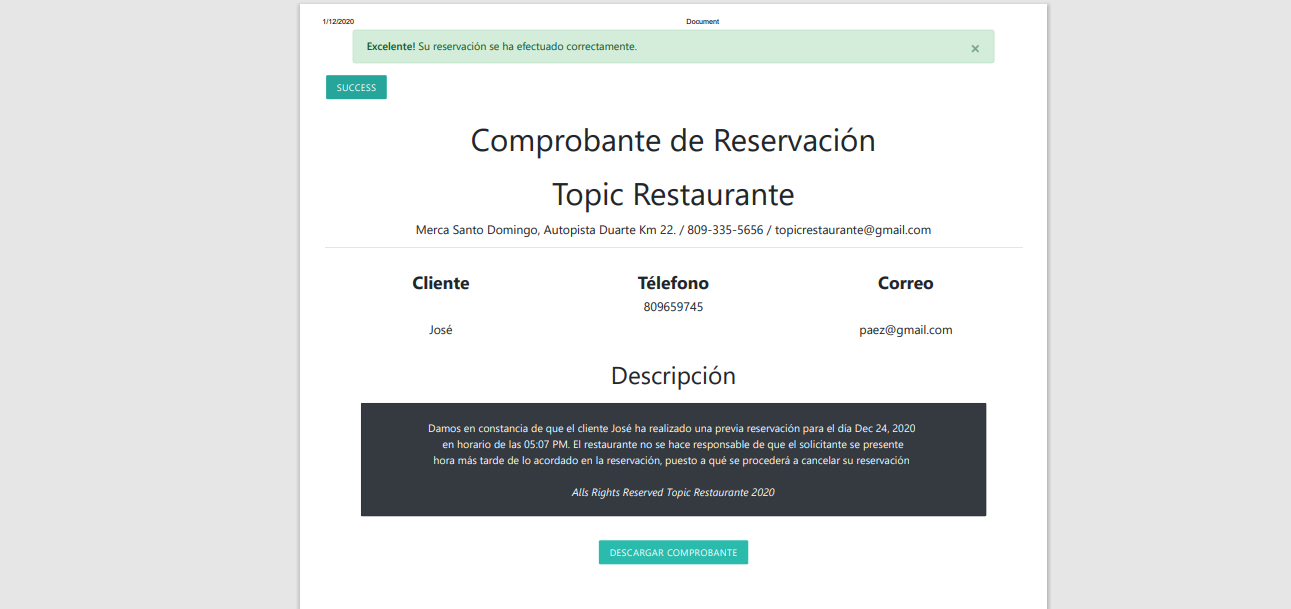 1/12/2020 Document
Excelente! Su reservación se ha efectuado correctamente. ×
SUCCESS
Comprobante de Reservación
Topic Restaurante
Merca Santo Domingo, Autopista Duarte Km 22. / 809-335-5656 / topicrestaurante@gmail.com
Cliente Télefono Correo
809659745
José paez@gmail.com
Descripción
Damos en constancia de que el cliente José ha realizado una previa reservación para el día Dec 24, 2020
en horario de las 05:07 PM. El restaurante no se hace responsable de que el solicitante se presente
hora más tarde de lo acordado en la reservación, puesto a qué se procederá a cancelar su reservación
Alls Rights Reserved Topic Restaurante 2020
DESCARGAR COMPROBANTE